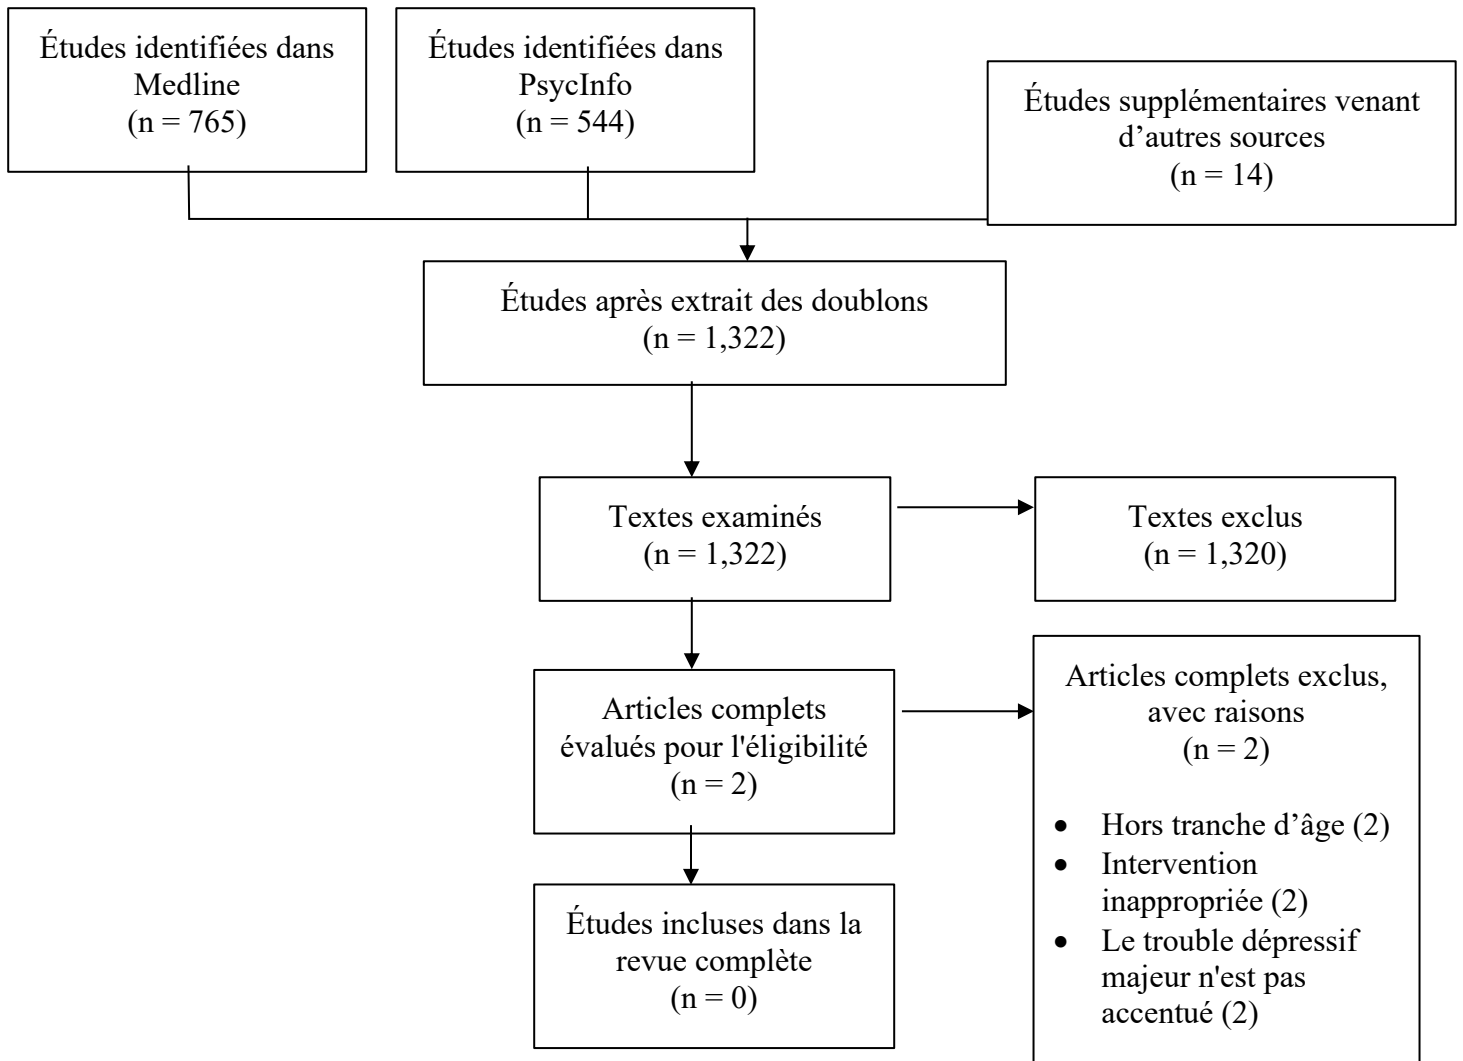 Études identifiées dans
Medline
(n = 765)
Études identifiées dans
PsycInfo
(n = 544)
Études supplémentaires venant
d’autres sources
(n = 14)
Études après extrait des doublons
(n = 1,322)
Textes examinés
(n = 1,322)
Textes exclus
(n = 1,320)
Articles complets
évalués pour l'éligibilité
(n = 2)
Articles complets exclus,
avec raisons
(n = 2)
• Hors tranche d’âge (2)
• Intervention
inappropriée (2)
• Le trouble dépressif
majeur n'est pas
accentué (2)
Études incluses dans la
revue complète
(n = 0)